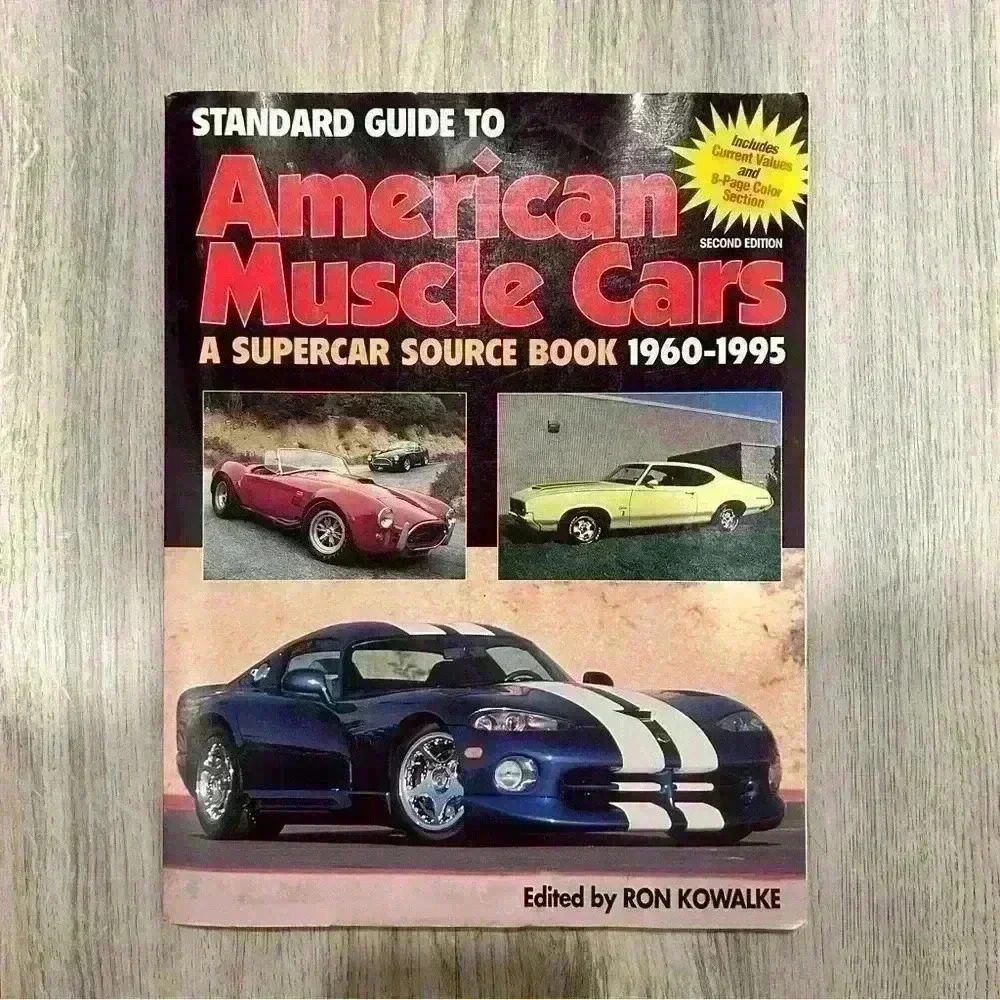 STANDARD GUIDE TO
American
Muscle Cars
Includes
Current Values
and
8-Page Color
Section
SECOND EDITION
A SUPERCAR SOURCE BOOK 1960-1995
Edited by RON KOWALKE